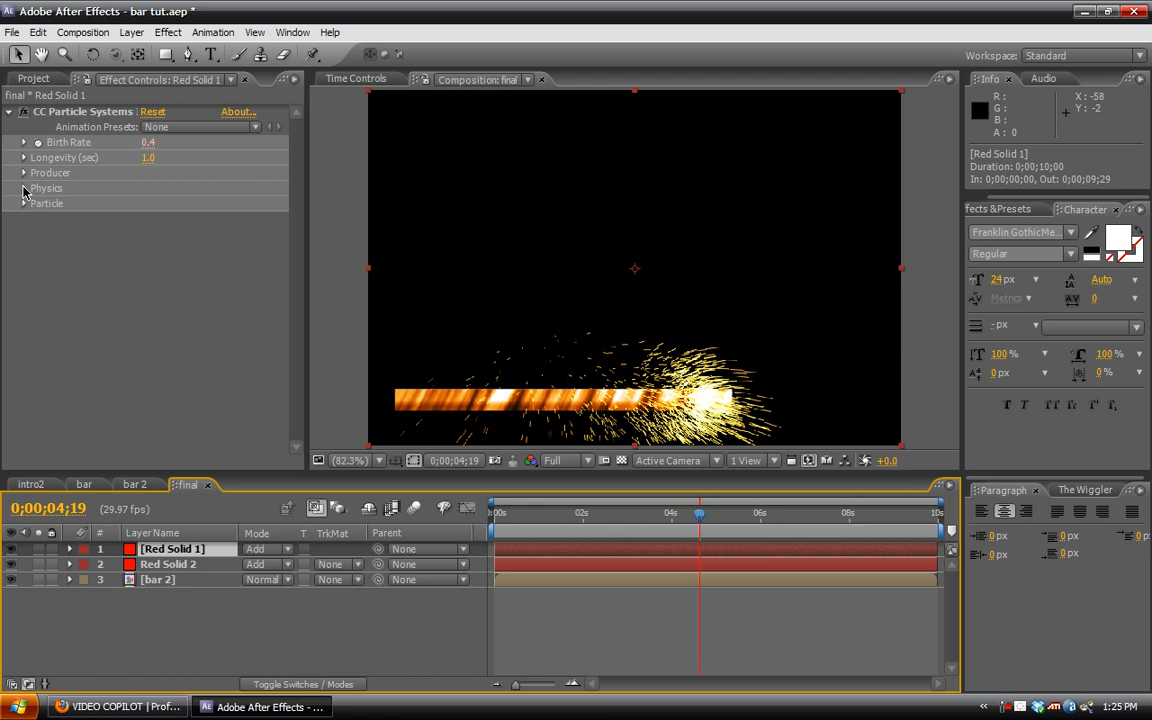 Ae Adobe After Effects - bar tut.aep *
File Edit Composition Layer Effect Animation View Window Help
Workspace: Standard
Project Effect Controls: Red Solid 1 Time Controls Composition: final Info Audio
final * Red Solid 1
CC Particle Systems Reset About...
Animation Presets: None
Birth Rate 0.4
Longevity (sec) 1.0
Producer
Physics
Particle
R : X : -58
G : Y : -2
B :
A : 0
[Red Solid 1]
Duration: 0;00;10;00
In: 0;00;00;00, Out: 0;00;09;29
fects & Presets Character
Franklin GothicMe...
Regular
24 px Auto
Metrics 0
- px
100 % 100 %
0 px 0 %
T T TT Tt T¹ T₁
(82.3%) 0;00;04;19 Full Active Camera 1 View +0.0
intro2 bar bar 2 final
Paragraph The Wiggler
0;00;04;19 (29.97 fps)
:00s 02s 04s 06s 08s 10s
# Layer Name Mode T TrkMat Parent
1 [Red Solid 1] Add None
2 Red Solid 2 Add None None
3 [bar 2] Normal None None
0 px 0 px 0 p
0 px 0 px
Toggle Switches / Modes
VIDEO COPILOT | Prof... Ae Adobe After Effects - ... 1:25 PM